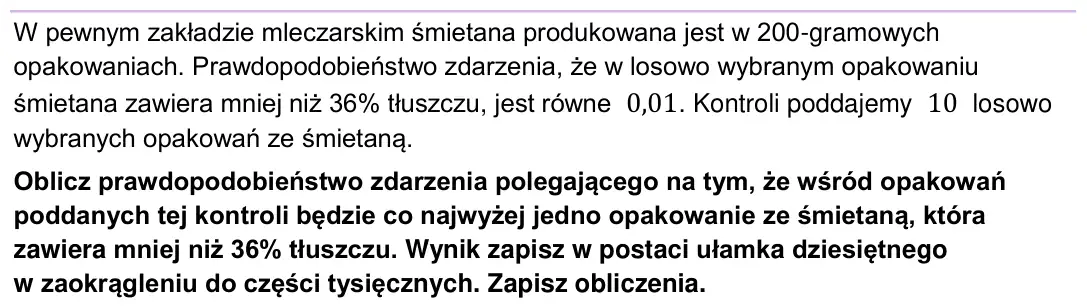 W pewnym zakładzie mleczarskim śmietana produkowana jest w 200-gramowych
opakowaniach. Prawdopodobieństwo zdarzenia, że w losowo wybranym opakowaniu
śmietana zawiera mniej niż 36% tłuszczu, jest równe 0,01. Kontroli poddajemy 10 losowo
wybranych opakowań ze śmietaną.
Oblicz prawdopodobieństwo zdarzenia polegającego na tym, że wśród opakowań
poddanych tej kontroli będzie co najwyżej jedno opakowanie ze śmietaną, która
zawiera mniej niż 36% tłuszczu. Wynik zapisz w postaci ułamka dziesiętnego
w zaokrągleniu do części tysięcznych. Zapisz obliczenia.